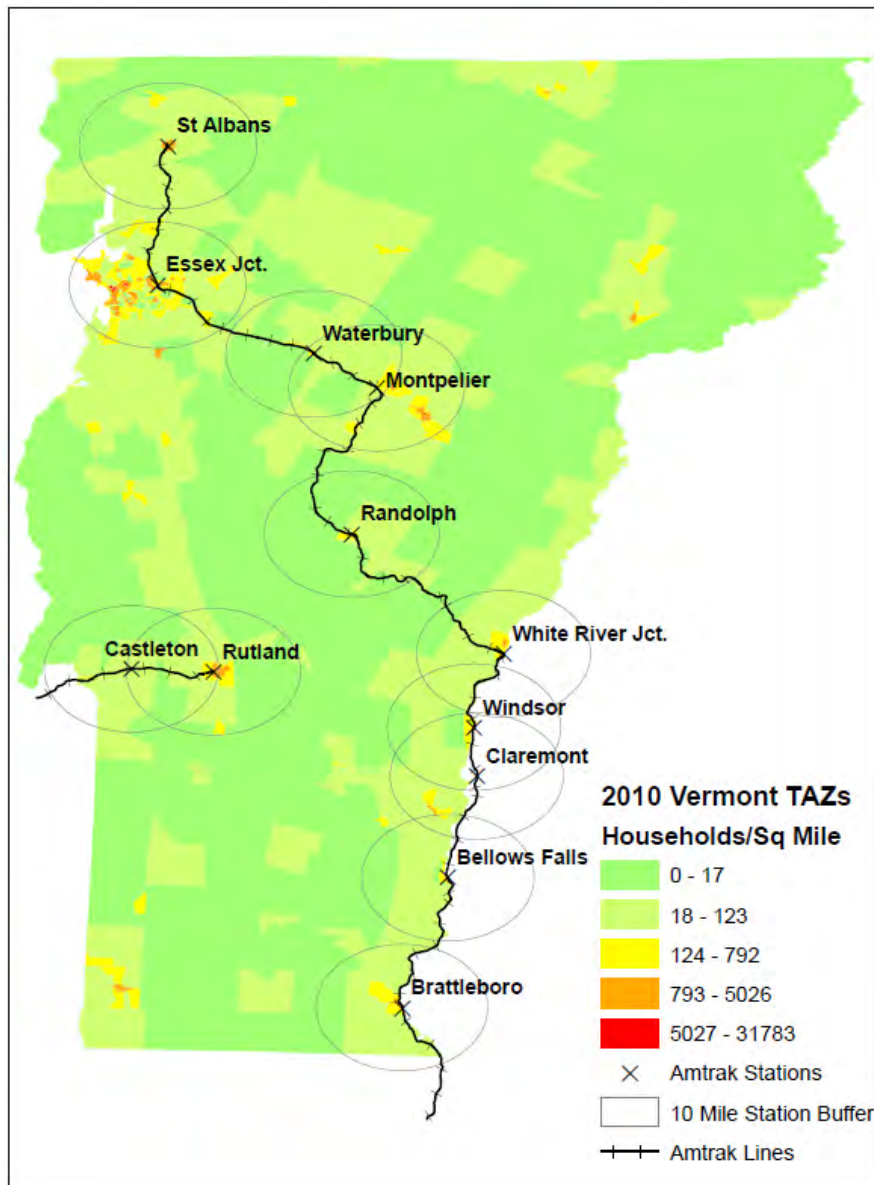 St Albans
Essex Jct.
Waterbury
Montpelier
Randolph
White River Jct.
Castleton
Rutland
Windsor
Claremont
Bellows Falls
Brattleboro
2010 Vermont TAZs
Households/Sq Mile
0 - 17
18 - 123
124 - 792
793 - 5026
5027 - 31783
Amtrak Stations
10 Mile Station Buffer
Amtrak Lines